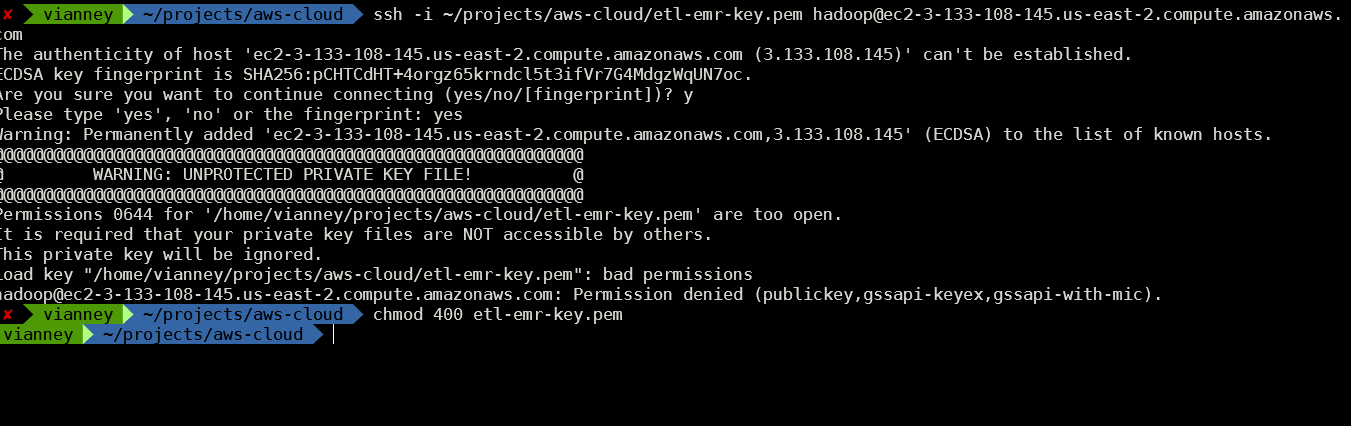 ✘ vianney ~/projects/aws-cloud ssh -i ~/projects/aws-cloud/etl-emr-key.pem hadoop@ec2-3-133-108-145.us-east-2.compute.amazonaws.
com
The authenticity of host 'ec2-3-133-108-145.us-east-2.compute.amazonaws.com (3.133.108.145)' can't be established.
ECDSA key fingerprint is SHA256:pCHTCdHT+4orgz65krndcl5t3ifVr7G4MdgzWqUN7oc.
Are you sure you want to continue connecting (yes/no/[fingerprint])? y
Please type 'yes', 'no' or the fingerprint: yes
Warning: Permanently added 'ec2-3-133-108-145.us-east-2.compute.amazonaws.com,3.133.108.145' (ECDSA) to the list of known hosts.
@@@@@@@@@@@@@@@@@@@@@@@@@@@@@@@@@@@@@@@@@@@@@@@@@@@@@@@@@@@
@         WARNING: UNPROTECTED PRIVATE KEY FILE!          @
@@@@@@@@@@@@@@@@@@@@@@@@@@@@@@@@@@@@@@@@@@@@@@@@@@@@@@@@@@@
Permissions 0644 for '/home/vianney/projects/aws-cloud/etl-emr-key.pem' are too open.
It is required that your private key files are NOT accessible by others.
This private key will be ignored.
Load key "/home/vianney/projects/aws-cloud/etl-emr-key.pem": bad permissions
hadoop@ec2-3-133-108-145.us-east-2.compute.amazonaws.com: Permission denied (publickey,gssapi-keyex,gssapi-with-mic).
✘ vianney ~/projects/aws-cloud chmod 400 etl-emr-key.pem
vianney ~/projects/aws-cloud